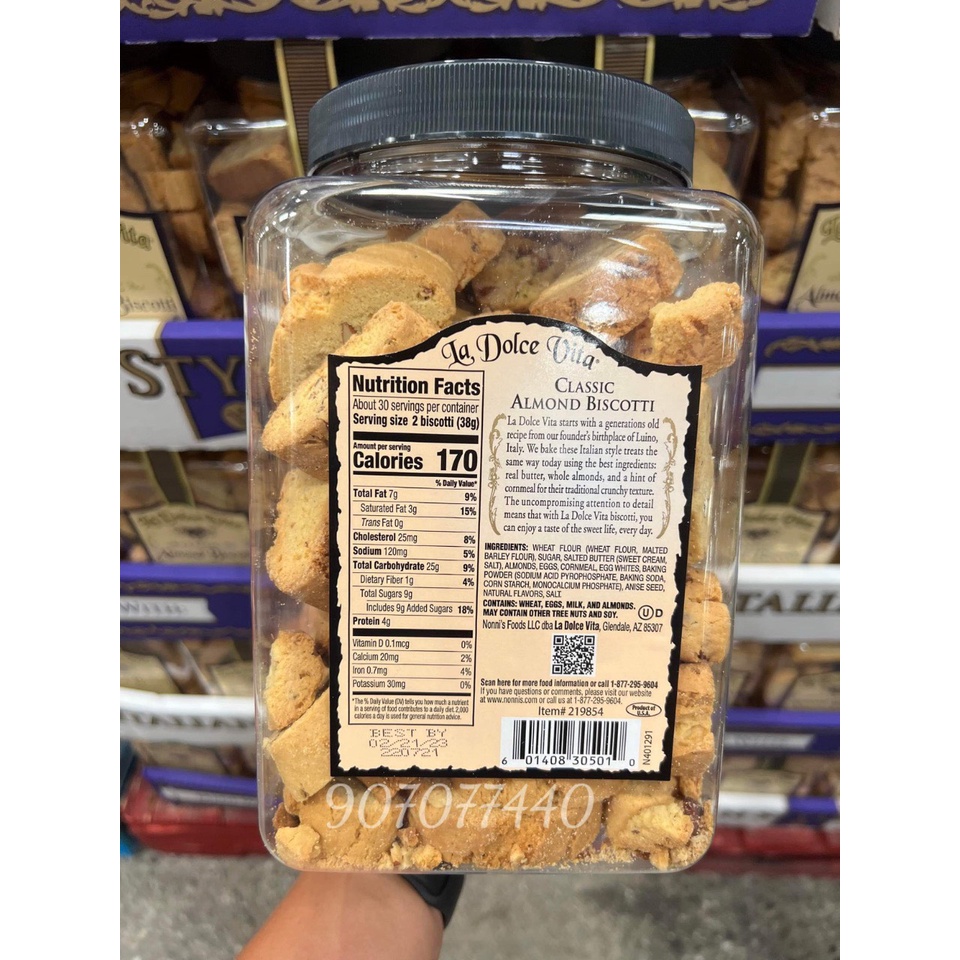 La Dolce Vita
Nutrition Facts
About 30 servings per container
Serving size 2 biscotti (38g)
Amount per serving
Calories 170
% Daily Value*
Total Fat 7g 9%
Saturated Fat 3g 15%
Trans Fat 0g
Cholesterol 25mg 8%
Sodium 120mg 5%
Total Carbohydrate 25g 9%
Dietary Fiber 1g 4%
Total Sugars 9g
Includes 9g Added Sugars 18%
Protein 4g
Vitamin D 0.1mcg 0%
Calcium 20mg 2%
Iron 0.7mg 4%
Potassium 30mg 0%
*The % Daily Value (DV) tells you how much a nutrient
in a serving of food contributes to a daily diet. 2,000
calories a day is used for general nutrition advice.
BEST BY
02/21/23
220721
CLASSIC
ALMOND BISCOTTI
La Dolce Vita starts with a generations old
recipe from our founder's birthplace of Luino,
Italy. We bake these Italian style treats the
same way today using the best ingredients:
real butter, whole almonds, and a hint of
cornmeal for their traditional crunchy texture.
The uncompromising attention to detail
means that with La Dolce Vita biscotti, you
can enjoy a taste of the sweet life, every day.
INGREDIENTS: WHEAT FLOUR (WHEAT FLOUR, MALTED
BARLEY FLOUR), SUGAR, SALTED BUTTER (SWEET CREAM,
SALT), ALMONDS, EGGS, CORNMEAL, EGG WHITES, BAKING
POWDER (SODIUM ACID PYROPHOSPHATE, BAKING SODA,
CORN STARCH, MONOCALCIUM PHOSPHATE), ANISE SEED,
NATURAL FLAVORS, SALT.
CONTAINS: WHEAT, EGGS, MILK, AND ALMONDS.
MAY CONTAIN OTHER TREE NUTS AND SOY.
U D
Nonni's Foods LLC dba La Dolce Vita, Glendale, AZ 85307
Scan here for more food information or call 1-877-295-9604
If you have questions or comments, please visit our website
at www.nonnis.com or call us at 1-877-295-9604.
Item# 219854
Product of
U.S.A.
6 01408 30501 0
N401291
907077440
STY
Biscotti
TALIA